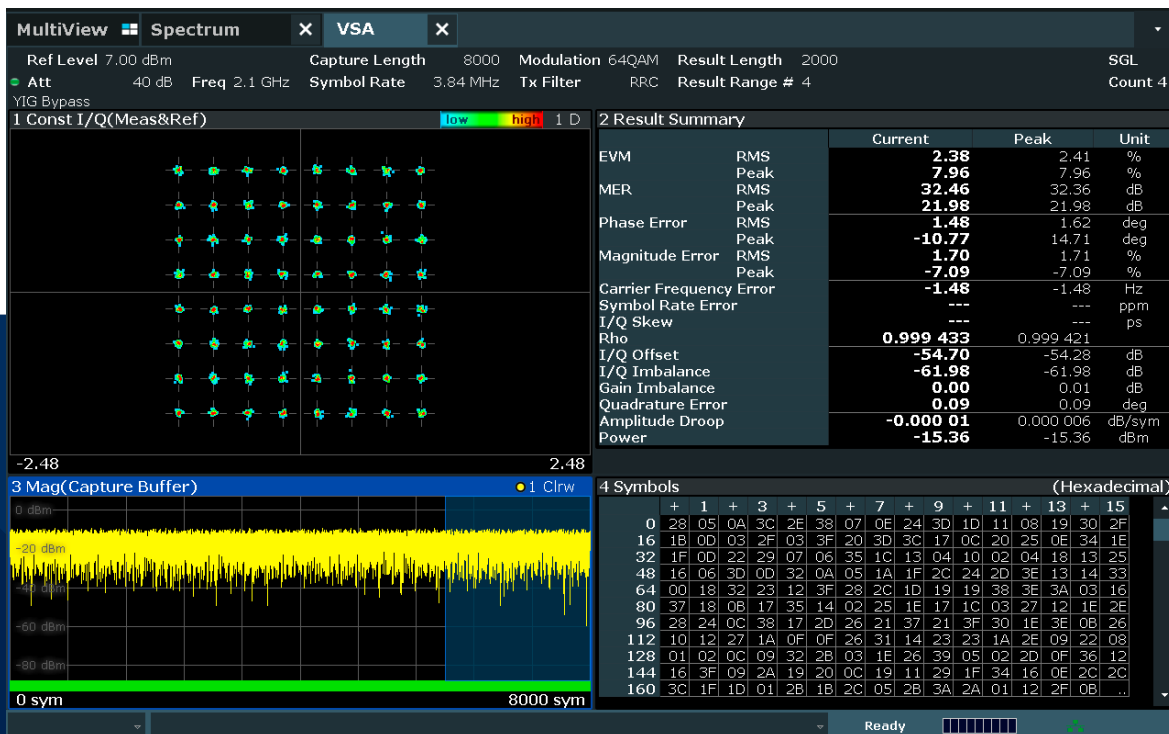 MultiView Spectrum X VSA X
Ref Level 7.00 dBm Capture Length 8000 Modulation 64QAM Result Length 2000 SGL
Att 40 dB Freq 2.1 GHz Symbol Rate 3.84 MHz Tx Filter RRC Result Range # 4 Count 4
YIG Bypass
1 Const I/Q(Meas&Ref) low high 1 D
-2.48 2.48
2 Result Summary
Current Peak Unit
EVM RMS 2.38 2.41 %
Peak 7.96 7.96 %
MER RMS 32.46 32.36 dB
Peak 21.98 21.98 dB
Phase Error RMS 1.48 1.62 deg
Peak -10.77 14.71 deg
Magnitude Error RMS 1.70 1.71 %
Peak -7.09 -7.09 %
Carrier Frequency Error -1.48 -1.48 Hz
Symbol Rate Error --- --- ppm
I/Q Skew --- --- ps
Rho 0.999 433 0.999 421
I/Q Offset -54.70 -54.28 dB
I/Q Imbalance -61.98 -61.98 dB
Gain Imbalance 0.00 0.01 dB
Quadrature Error 0.09 0.09 deg
Amplitude Droop -0.000 01 0.000 006 dB/sym
Power -15.36 -15.36 dBm
3 Mag(Capture Buffer) 1 Clrw
0 dBm
-20 dBm
-40 dBm
-60 dBm
-80 dBm
0 sym 8000 sym
4 Symbols (Hexadecimal)
+ 1 + 3 + 5 + 7 + 9 + 11 + 13 + 15
0 28 05 0A 3C 2E 38 07 0E 24 3D 1D 11 08 19 30 2F
16 1B 0D 03 2F 03 3F 20 3D 3C 17 0C 20 25 0E 34 1E
32 1F 0D 22 29 07 06 35 1C 13 04 10 02 04 18 13 25
48 16 06 3D 0D 32 0A 05 1A 1F 2C 24 2D 3E 13 14 33
64 00 18 32 23 12 3F 28 2C 1D 19 19 38 3E 3A 03 16
80 37 18 0B 17 35 14 02 25 1E 17 1C 03 27 12 1E 2E
96 28 24 0C 38 17 2D 26 21 37 21 3F 30 1E 3E 0B 26
112 10 12 27 1A 0F 0F 26 31 14 23 23 1A 2E 09 22 08
128 01 02 0C 09 32 2B 03 1E 26 39 05 02 2D 0F 36 12
144 16 3F 09 2A 19 20 0C 19 11 29 1F 34 16 0E 2C 2C
160 3C 1F 1D 01 2B 1B 2C 05 2B 3A 2A 01 12 2F 0B ..
Ready